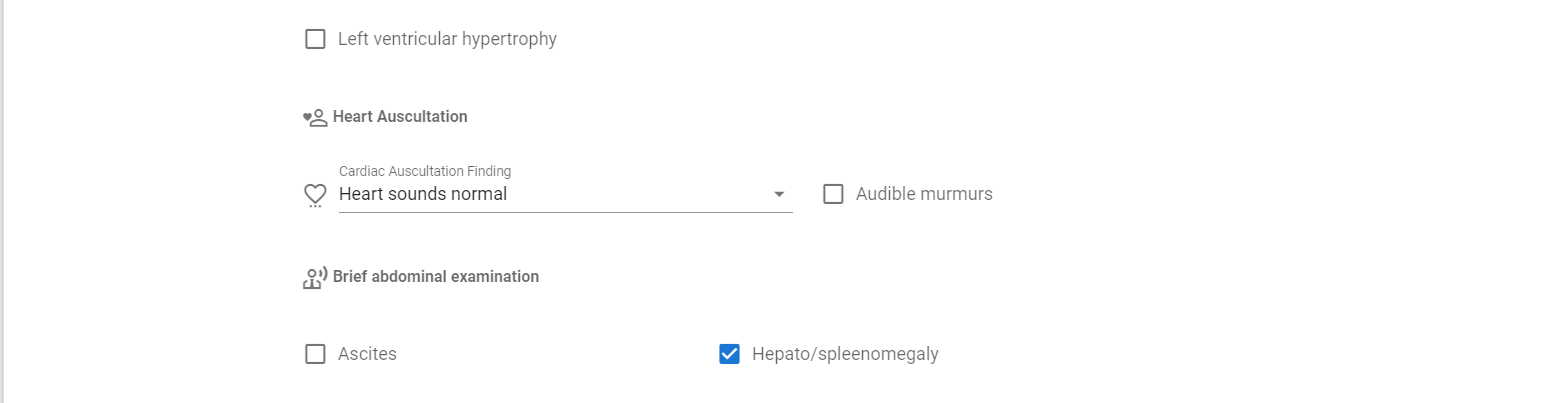 Left ventricular hypertrophy
Heart Auscultation
Cardiac Auscultation Finding
Heart sounds normal
Audible murmurs
Brief abdominal examination
Ascites
Hepato/spleenomegaly